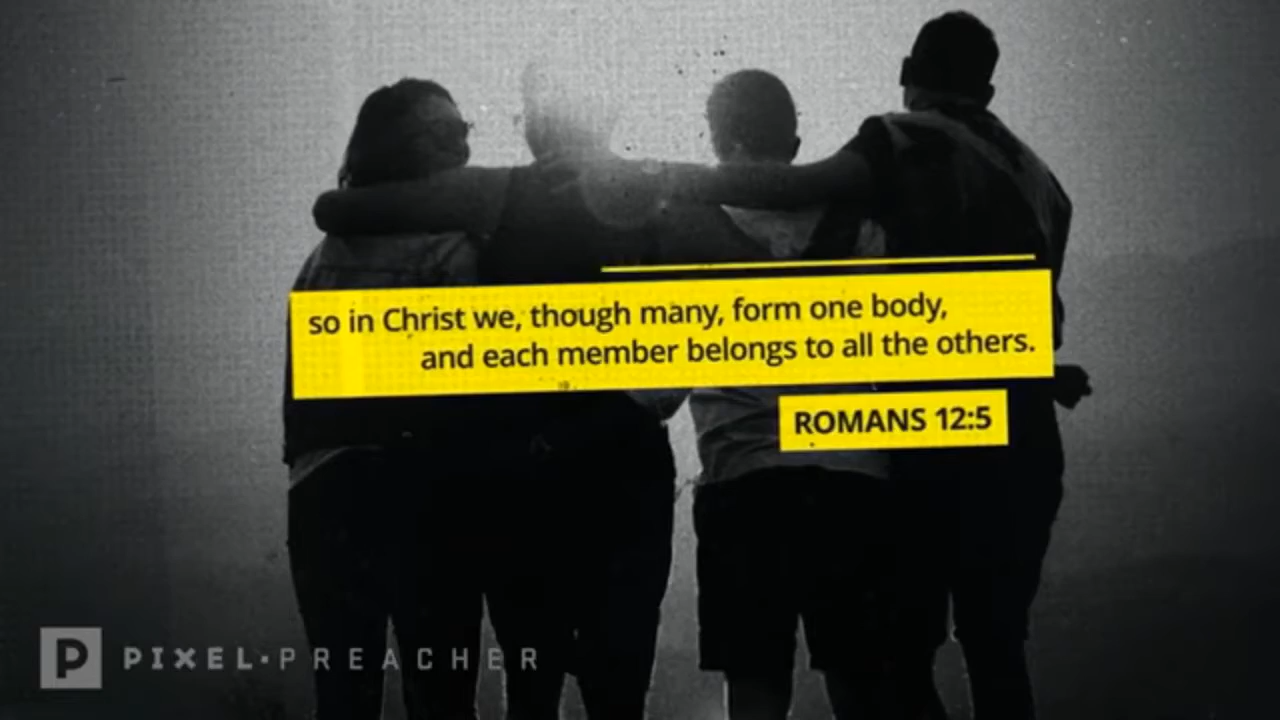 so in Christ we, though many, form one body,
and each member belongs to all the others.
ROMANS 12:5
P PIXEL·PREACHER